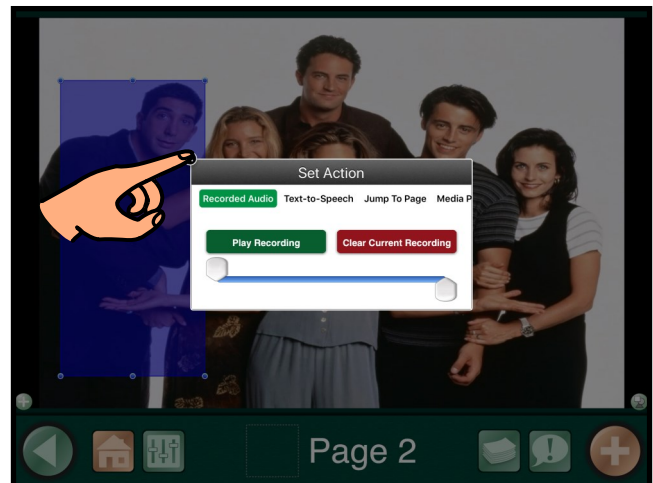 Set Action
Recorded Audio Text-to-Speech Jump To Page Media P
Play Recording Clear Current Recording
Page 2